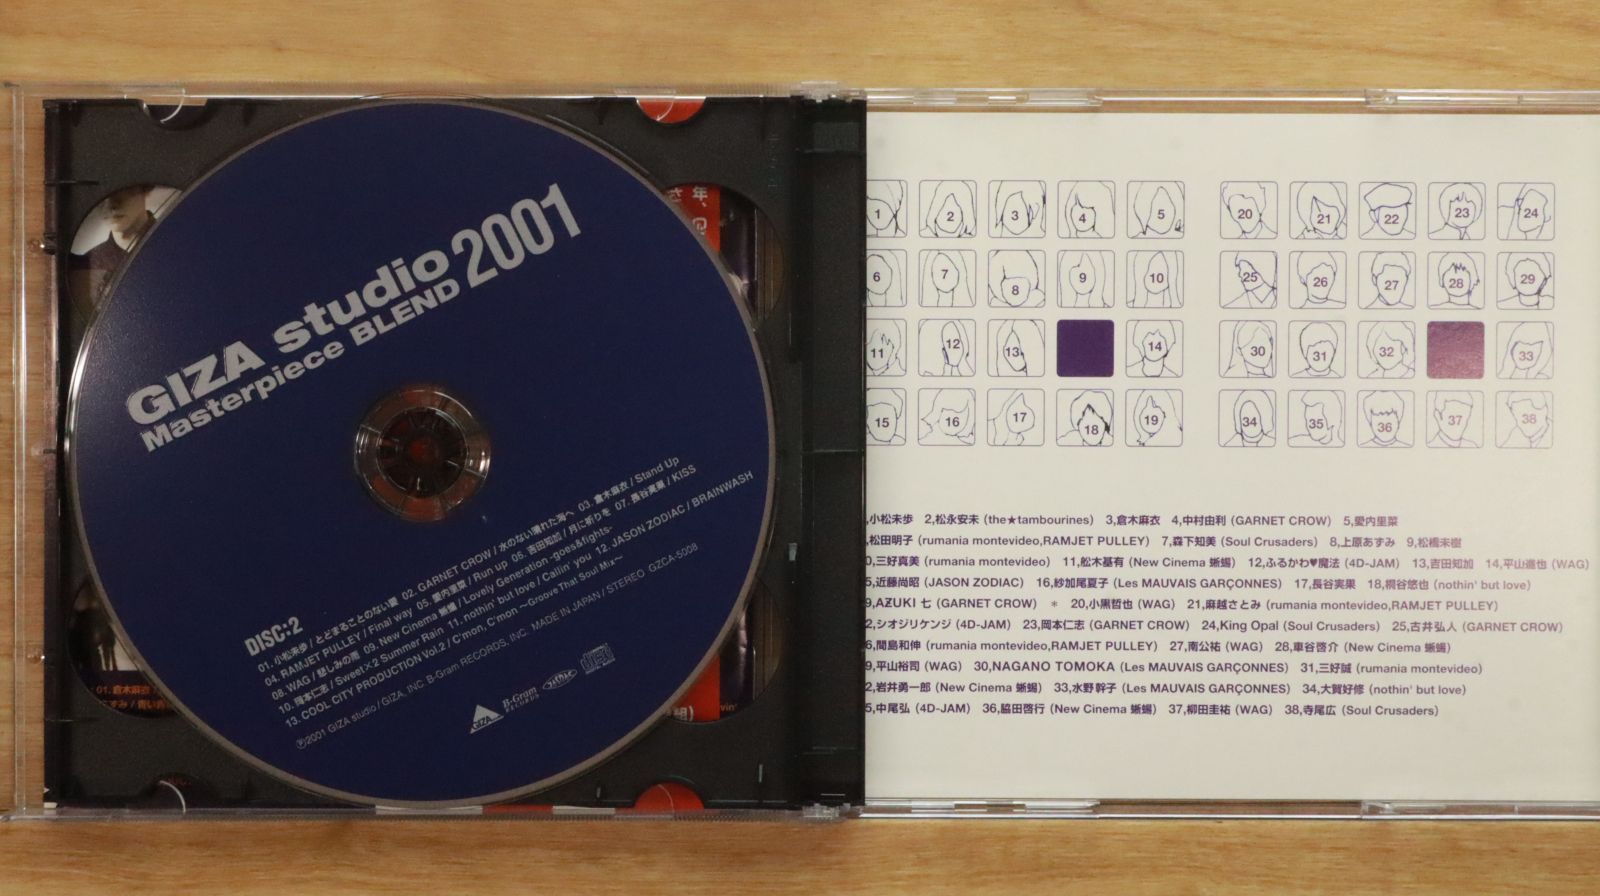 GIZA studio
Masterpiece BLEND 2001
DISC:2
01. 小松未歩 / とどまることのない愛 02. GARNET CROW / 水のない晴れた海へ 03. 倉木麻衣 / Stand Up
04. RAMJET PULLEY / Final way 05. 愛内里菜 / Run up 06. 吉田知加 / 月に祈りを 07. 長谷実果 / KISS
08. WAG / 悲しみの雨 09. New Cinema 蜥蜴 / Lovely Generation -goes&fights-
10. 岡本仁志 / Sweet×2 Summer Rain 11. nothin' but love / Callin' you 12. JASON ZODIAC / BRAINWASH
13. COOL CITY PRODUCTION Vol.2 / C'mon, C'mon 〜Groove That Soul Mix〜
Ⓟ2001 GIZA studio / GIZA, INC. B-Gram RECORDS, INC. MADE IN JAPAN / STEREO GZCA-5008
GIZA B-Gram RECORDS
1 2 3 4 5 20 21 22 23 24
6 7 8 9 10 25 26 27 28 29
11 12 13 14 30 31 32 33
15 16 17 18 19 34 35 36 37 38
,小松未歩 2,松永安未 (the★tambourines) 3,倉木麻衣 4,中村由利 (GARNET CROW) 5,愛内里菜
,松田明子 (rumania montevideo,RAMJET PULLEY) 7,森下知美 (Soul Crusaders) 8,上原あずみ 9,松橋未樹
0,三好真美 (rumania montevideo) 11,船木基有 (New Cinema 蜥蜴) 12,ふるかわ♥魔法 (4D-JAM) 13,吉田知加 14,平山進也 (WAG)
5,近藤尚昭 (JASON ZODIAC) 16,紗加尾夏子 (Les MAUVAIS GARÇONNES) 17,長谷実果 18,桐谷悠也 (nothin' but love)
9,AZUKI 七 (GARNET CROW) * 20,小黒哲也 (WAG) 21,麻越さとみ (rumania montevideo,RAMJET PULLEY)
2,シオジリケンジ (4D-JAM) 23,岡本仁志 (GARNET CROW) 24,King Opal (Soul Crusaders) 25,古井弘人 (GARNET CROW)
6,間島和伸 (rumania montevideo,RAMJET PULLEY) 27,南公祐 (WAG) 28,車谷啓介 (New Cinema 蜥蜴)
9,平山裕司 (WAG) 30,NAGANO TOMOKA (Les MAUVAIS GARÇONNES) 31,三好誠 (rumania montevideo)
2,岩井勇一郎 (New Cinema 蜥蜴) 33,水野幹子 (Les MAUVAIS GARÇONNES) 34,大賀好修 (nothin' but love)
5,中尾弘 (4D-JAM) 36,脇田啓行 (New Cinema 蜥蜴) 37,柳田圭祐 (WAG) 38,寺尾広 (Soul Crusaders)